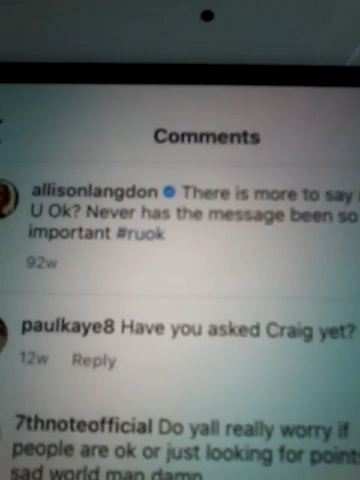 Comments
allisonlangdon There is more to say
U Ok? Never has the message been so
important #ruok
92w
paulkaye8 Have you asked Craig yet?
12w Reply
7thnoteofficial Do yall really worry if
people are ok or just looking for points
sad world man damn